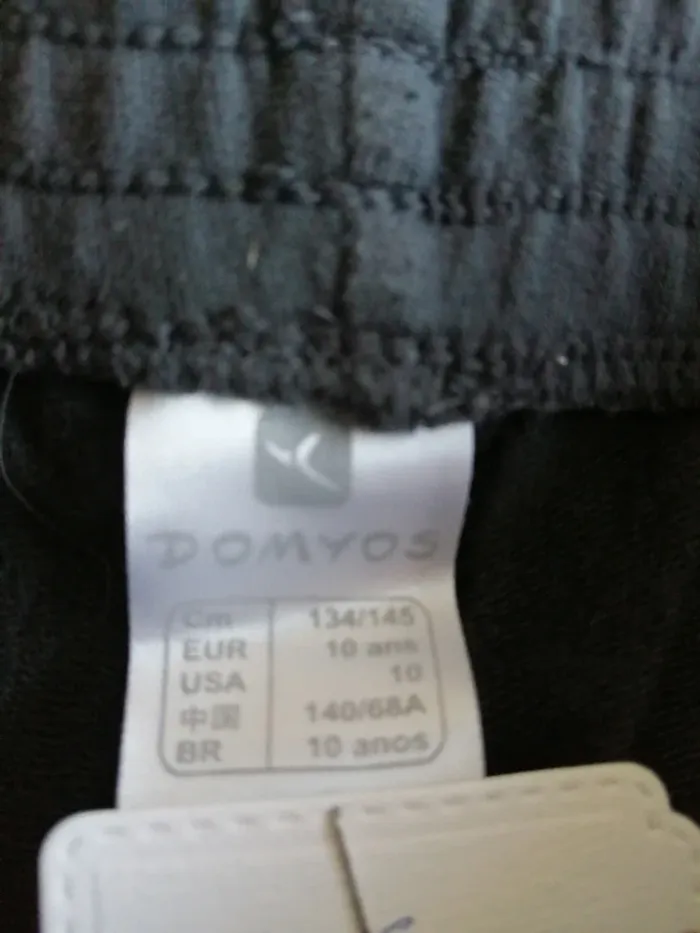 DOMYOS
Cm 134/145
EUR 10 ans
USA 10
中国 140/68A
BR 10 anos